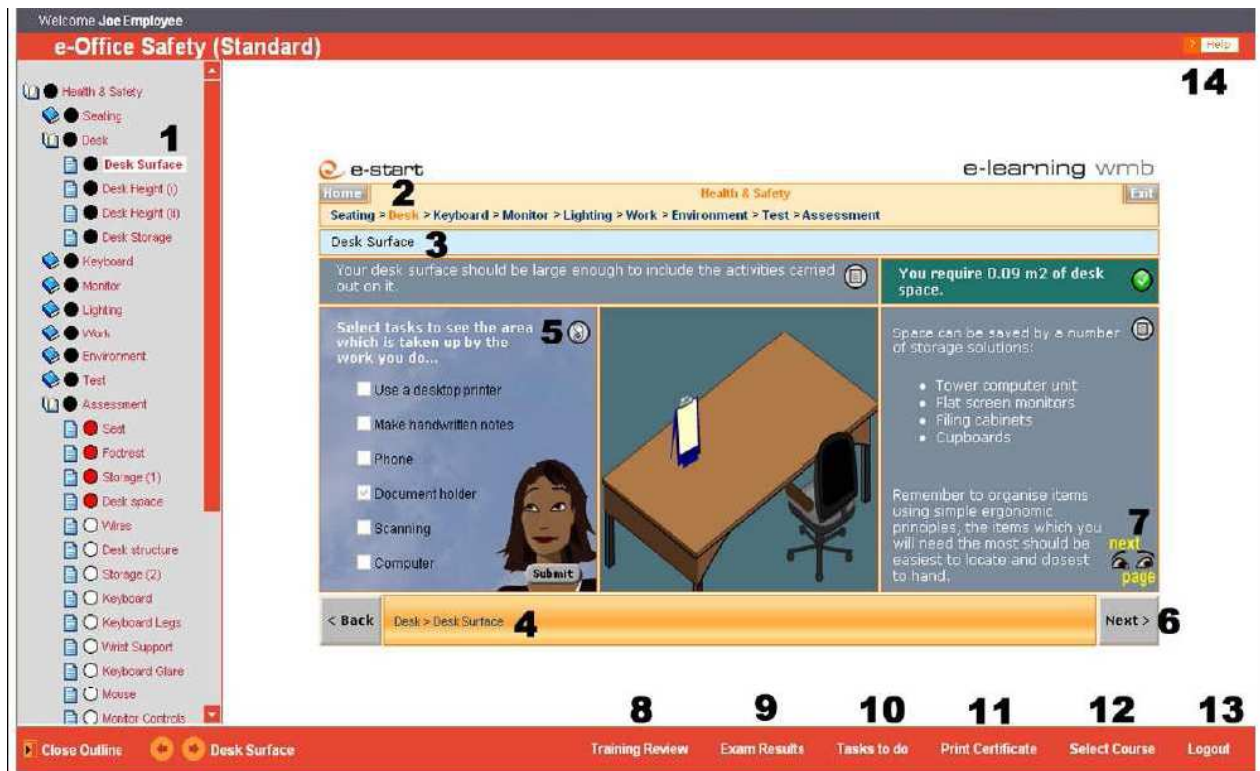 Welcome Joe Employee
e-Office Safety (Standard)
? Help
14
Health & Safety
Seating
Desk
1
Desk Surface
Desk Height (i)
Desk Height (ii)
Desk Storage
Keyboard
Monitor
Lighting
Work
Environment
Test
Assessment
Seat
Footrest
Storage (1)
Desk space
Wires
Desk structure
Storage (2)
Keyboard
Keyboard Legs
Wrist Support
Keyboard Glare
Mouse
Monitor Controls
e-start
e-learning wmb
Home
2
Health & Safety
Exit
Seating > Desk > Keyboard > Monitor > Lighting > Work > Environment > Test > Assessment
Desk Surface 3
Your desk surface should be large enough to include the activities carried
out on it.
You require 0.09 m2 of desk
space.
Select tasks to see the area
which is taken up by the
work you do...
5
Use a desktop printer
Make handwritten notes
Phone
Document holder
Scanning
Computer
Submit
Space can be saved by a number
of storage solutions:
• Tower computer unit
• Flat screen monitors
• Filing cabinets
• Cupboards
Remember to organise items
using simple ergonomic
principles, the items which you
will need the most should be
easiest to locate and closest
to hand.
7
next
page
< Back
Desk > Desk Surface 4
Next >
6
8
9
10
11
12
13
Close Outline
Desk Surface
Training Review
Exam Results
Tasks to do
Print Certificate
Select Course
Logout